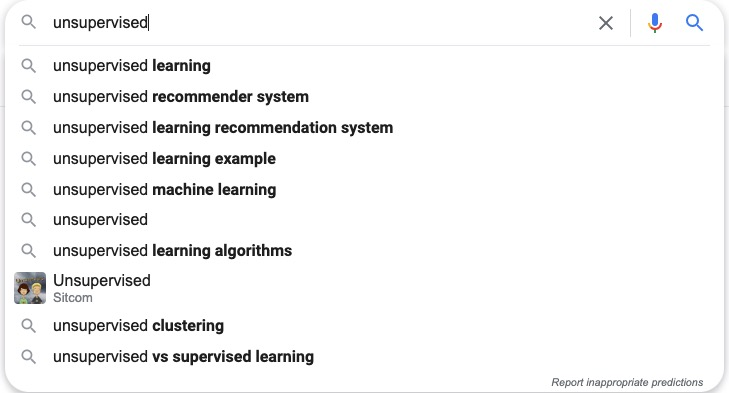 unsupervised
unsupervised learning
unsupervised recommender system
unsupervised learning recommendation system
unsupervised learning example
unsupervised machine learning
unsupervised
unsupervised learning algorithms
Unsupervised
Sitcom
unsupervised clustering
unsupervised vs supervised learning
Report inappropriate predictions